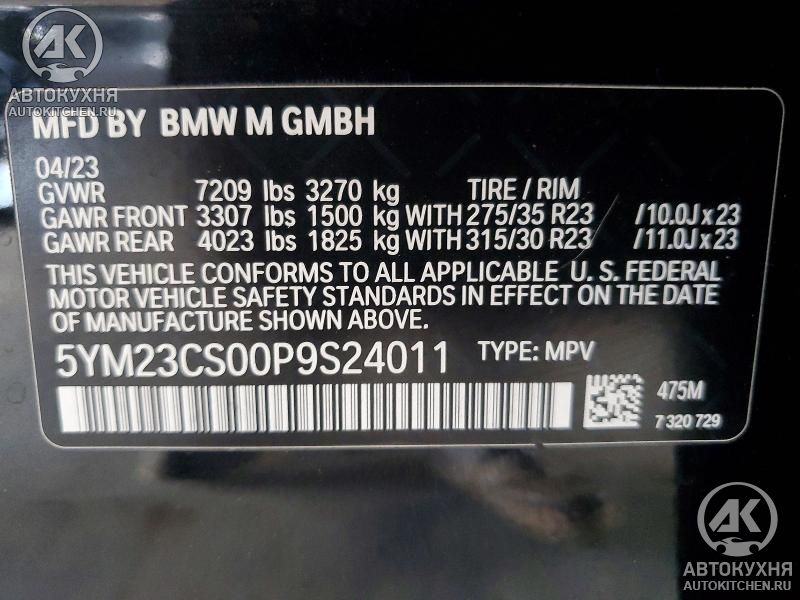 АК
АВТОКУХНЯ
AUTOKITCHEN.RU
MFD BY BMW M GMBH
04/23
GVWR 7209 lbs 3270 kg TIRE / RIM
GAWR FRONT 3307 lbs 1500 kg WITH 275/35 R23 /10.0J x 23
GAWR REAR 4023 lbs 1825 kg WITH 315/30 R23 /11.0J x 23
THIS VEHICLE CONFORMS TO ALL APPLICABLE U. S. FEDERAL
MOTOR VEHICLE SAFETY STANDARDS IN EFFECT ON THE DATE
OF MANUFACTURE SHOWN ABOVE.
5YM23CS00P9S24011 TYPE: MPV
475M
7 320 729
АК
АВТОКУХНЯ
AUTOKITCHEN.RU